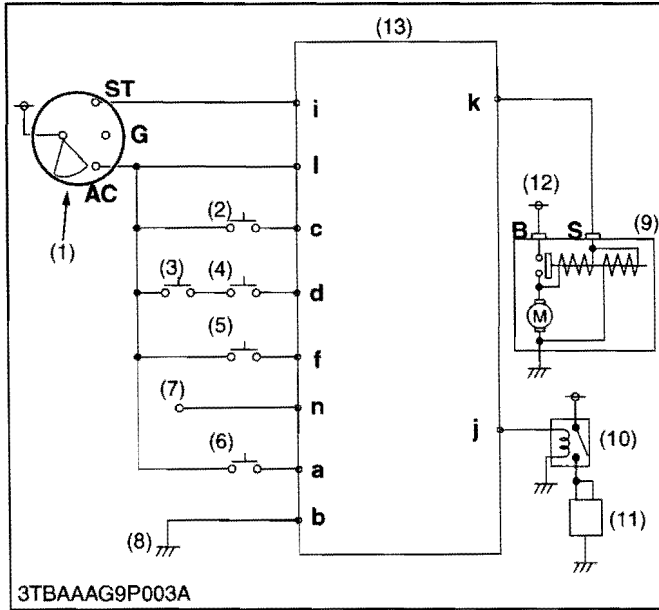 (13)
ST
i
k
G
l
AC
(1)
(12)
(2)
B
S
(9)
c
(3)
(4)
d
M
(5)
f
(7)
n
j
(10)
(6)
a
(11)
b
(8)
3TBAAAG9P003A